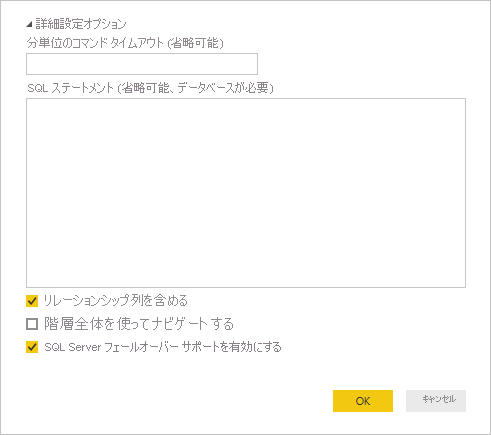 詳細設定オプション
分単位のコマンド タイムアウト (省略可能)
SQL ステートメント (省略可能、データベースが必要)
リレーションシップ列を含める
階層全体を使ってナビゲートする
SQL Server フェールオーバー サポートを有効にする
OK キャンセル